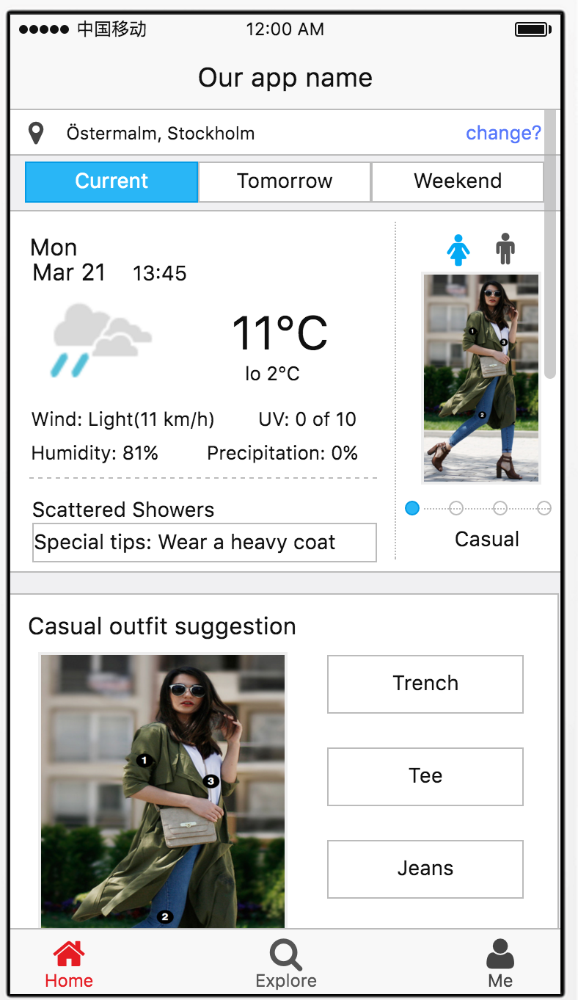 中国移动 12:00 AM
Our app name
Östermalm, Stockholm change?
Current Tomorrow Weekend
Mon
Mar 21 13:45
11°C
lo 2°C
Wind: Light(11 km/h) UV: 0 of 10
Humidity: 81% Precipitation: 0%
Scattered Showers
Special tips: Wear a heavy coat
1
3
2
Casual
Casual outfit suggestion
Trench
1
3
Tee
Jeans
2
Home Explore Me